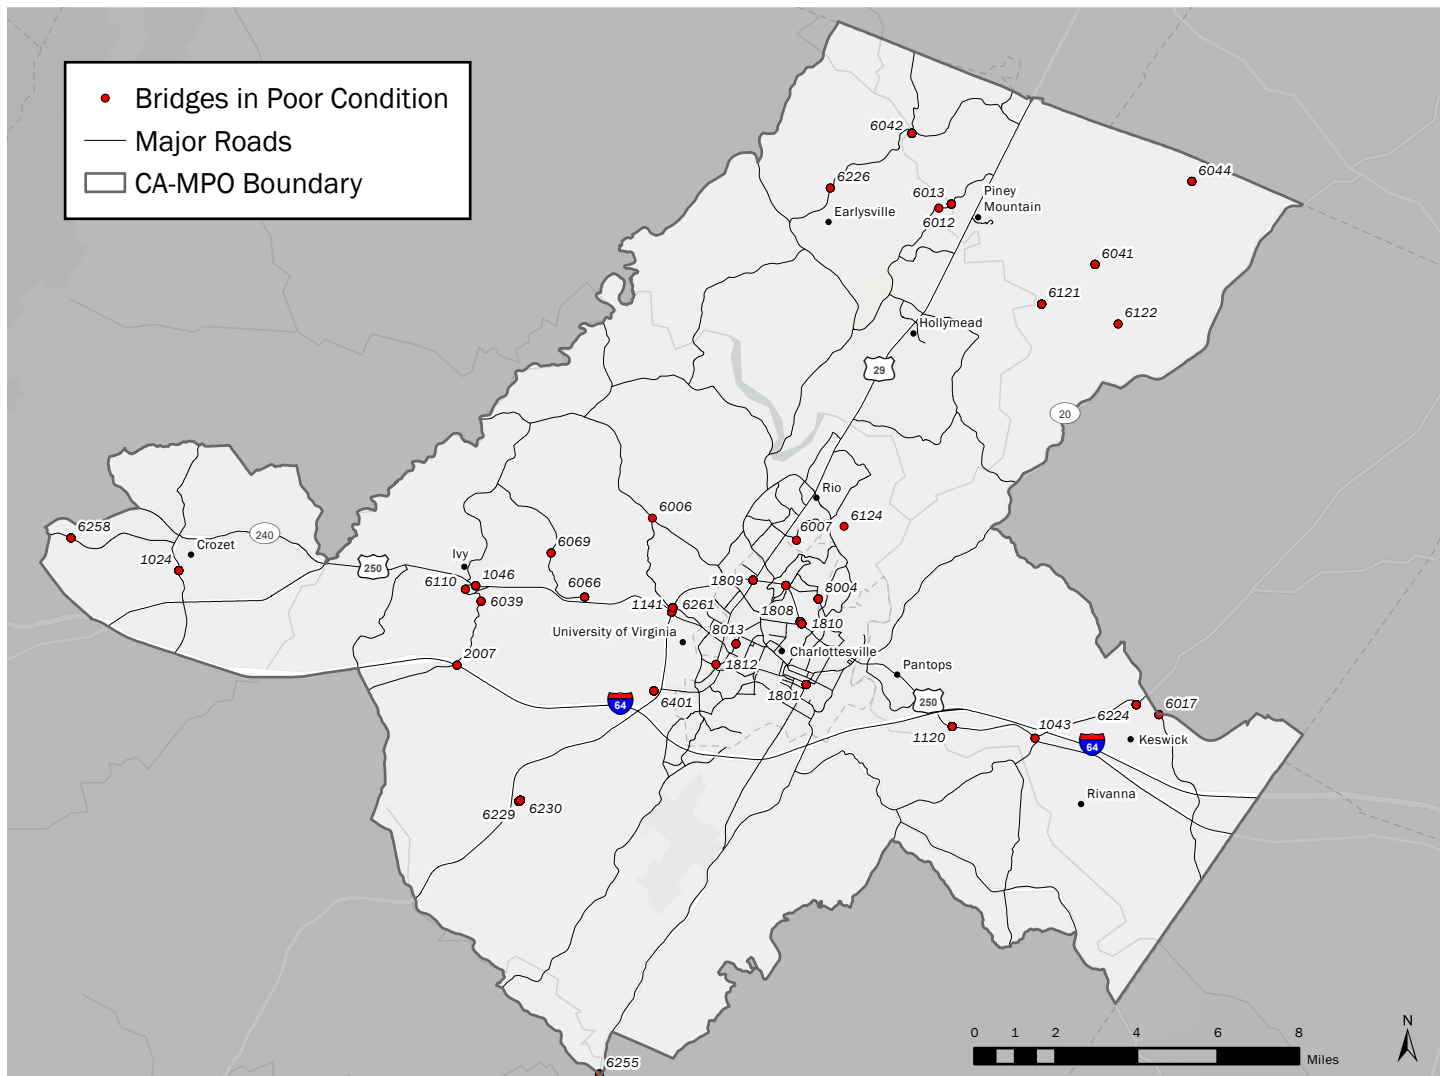 Bridges in Poor Condition
Major Roads
CA-MPO Boundary
6042
6044
6226
6013
Piney
Mountain
Earlysville
6012
6041
6121
6122
Hollymead
29
20
Rio
6006
6007
6124
6258
240
Crozet
1024
250
Ivy
6069
6110
1046
6066
6039
1809
8004
1141
6261
1808
1810
University of Virginia
8013
Charlottesville
2007
1812
Pantops
1801
64
6401
250
6224
6017
1120
1043
64
Keswick
Rivanna
6229
6230
6255
0 1 2 4 6 8
Miles
N